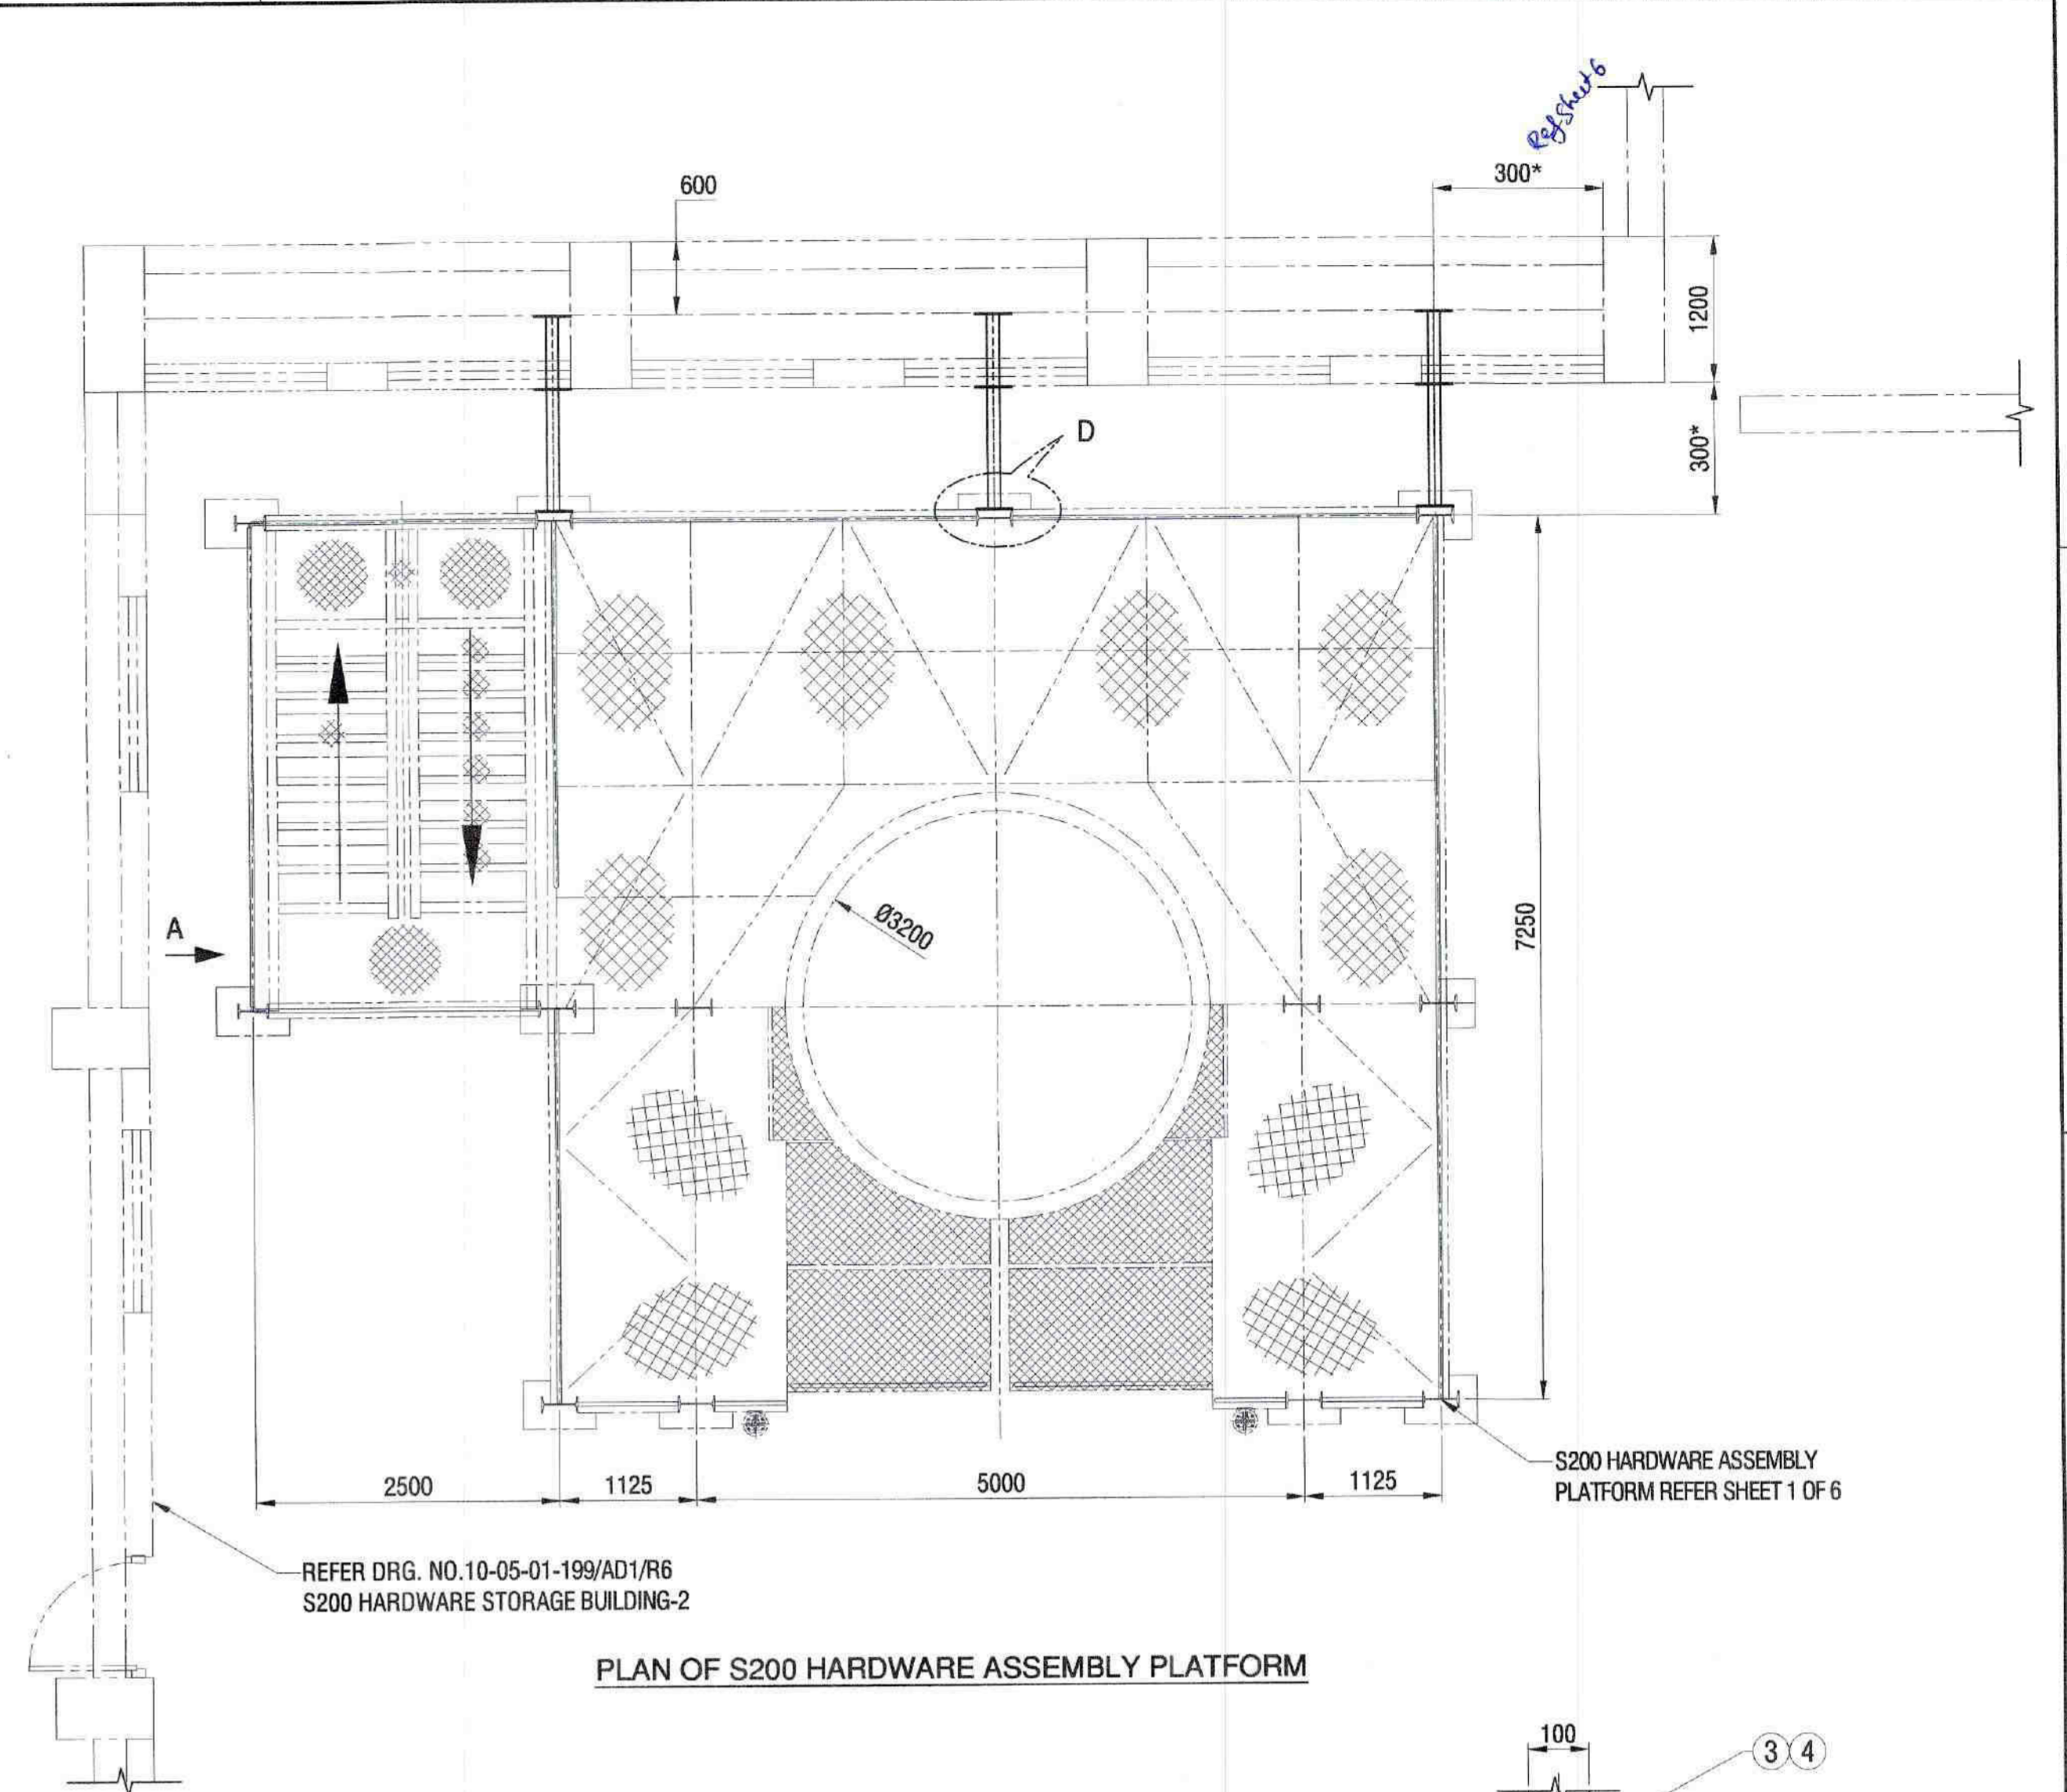 Ref Sheet 6
300*
600
1200
300*
D
A
Ø3200
7250
2500
1125
5000
1125
S200 HARDWARE ASSEMBLY
PLATFORM REFER SHEET 1 OF 6
REFER DRG. NO.10-05-01-199/AD1/R6
S200 HARDWARE STORAGE BUILDING-2
PLAN OF S200 HARDWARE ASSEMBLY PLATFORM
100
3 4